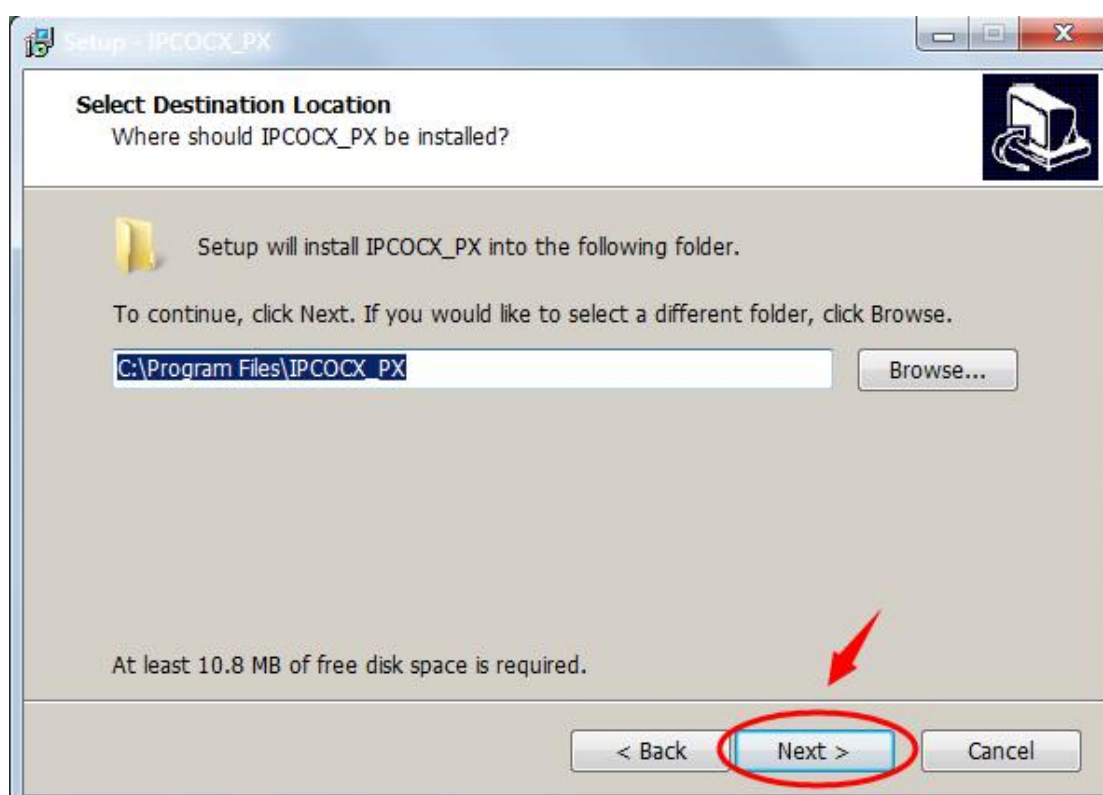 Setup - IPCOCX_PX
Select Destination Location
Where should IPCOCX_PX be installed?
Setup will install IPCOCX_PX into the following folder.
To continue, click Next. If you would like to select a different folder, click Browse.
C:\Program Files\IPCOCX_PX
Browse...
At least 10.8 MB of free disk space is required.
< Back
Next >
Cancel